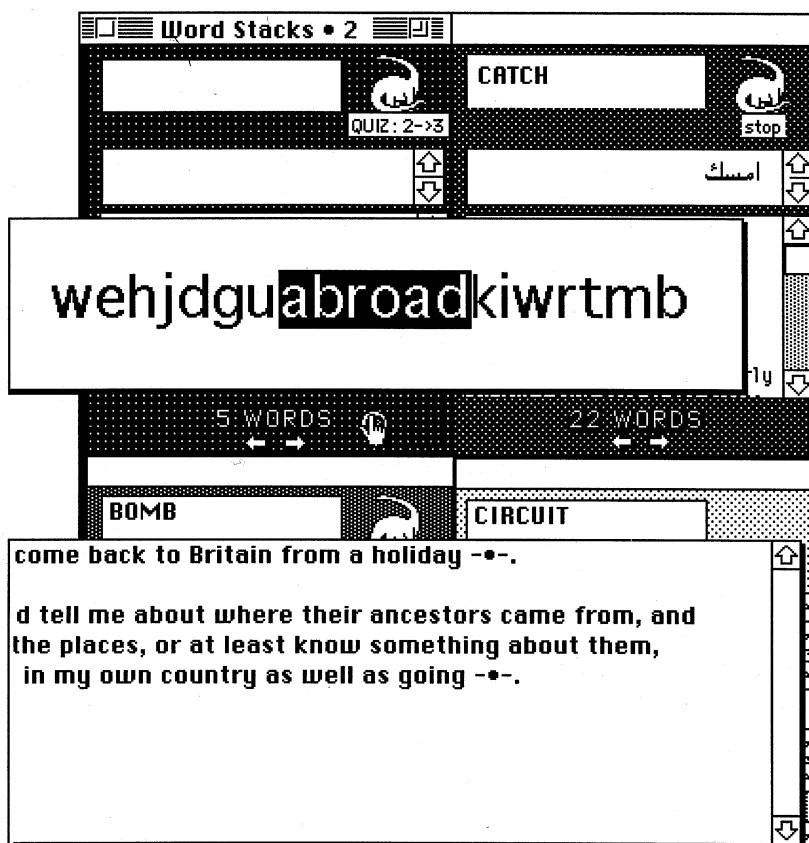 Word Stacks • 2
CATCH
QUIZ: 2->3
stop
امسك
wehjdguabroadkiwrtmb
rly
5 WORDS
22 WORDS
BOMB
CIRCUIT
come back to Britain from a holiday -•-.
d tell me about where their ancestors came from, and
the places, or at least know something about them,
in my own country as well as going -•-.